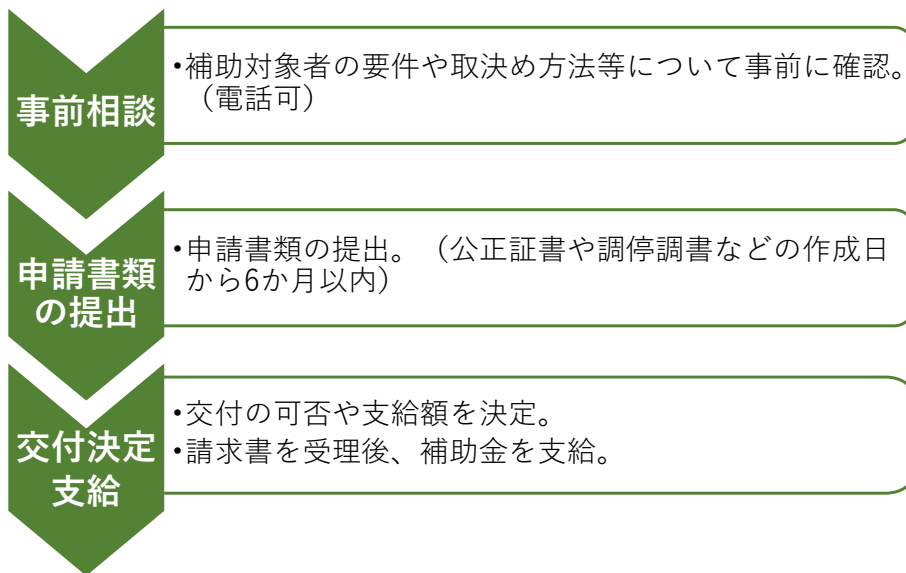 事前相談
•補助対象者の要件や取決め方法等について事前に確認。
（電話可）
申請書類
の提出
•申請書類の提出。（公正証書や調停調書などの作成日
から6か月以内）
交付決定
支給
•交付の可否や支給額を決定。
•請求書を受理後、補助金を支給。